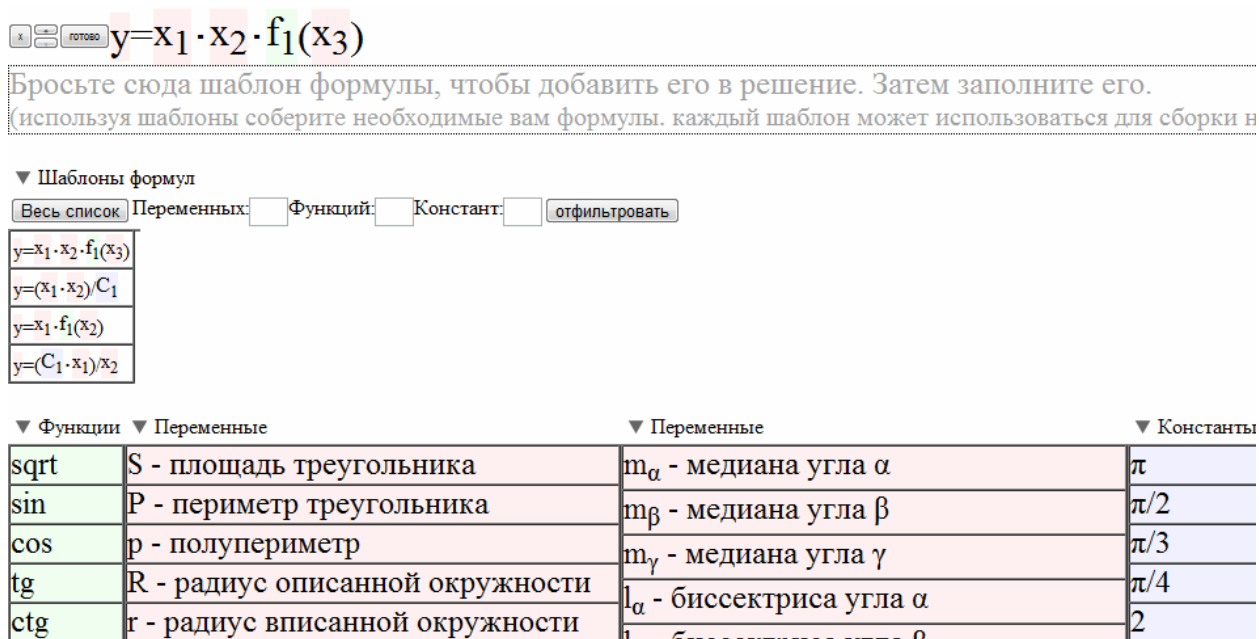 x + - готово y=x₁·x₂·f₁(x₃)
Бросьте сюда шаблон формулы, чтобы добавить его в решение. Затем заполните его.
(используя шаблоны соберите необходимые вам формулы. каждый шаблон может использоваться для сборки н
▼ Шаблоны формул
Весь список Переменных: Функций: Констант: отфильтровать
y=x₁·x₂·f₁(x₃)
y=(x₁·x₂)/C₁
y=x₁·f₁(x₂)
y=(C₁·x₁)/x₂
▼ Функции ▼ Переменные ▼ Переменные ▼ Константы
sqrt S - площадь треугольника m_α - медиана угла α π
sin P - периметр треугольника m_β - медиана угла β π/2
cos p - полупериметр m_γ - медиана угла γ π/3
tg R - радиус описанной окружности l_α - биссектриса угла α π/4
ctg r - радиус вписанной окружности 2